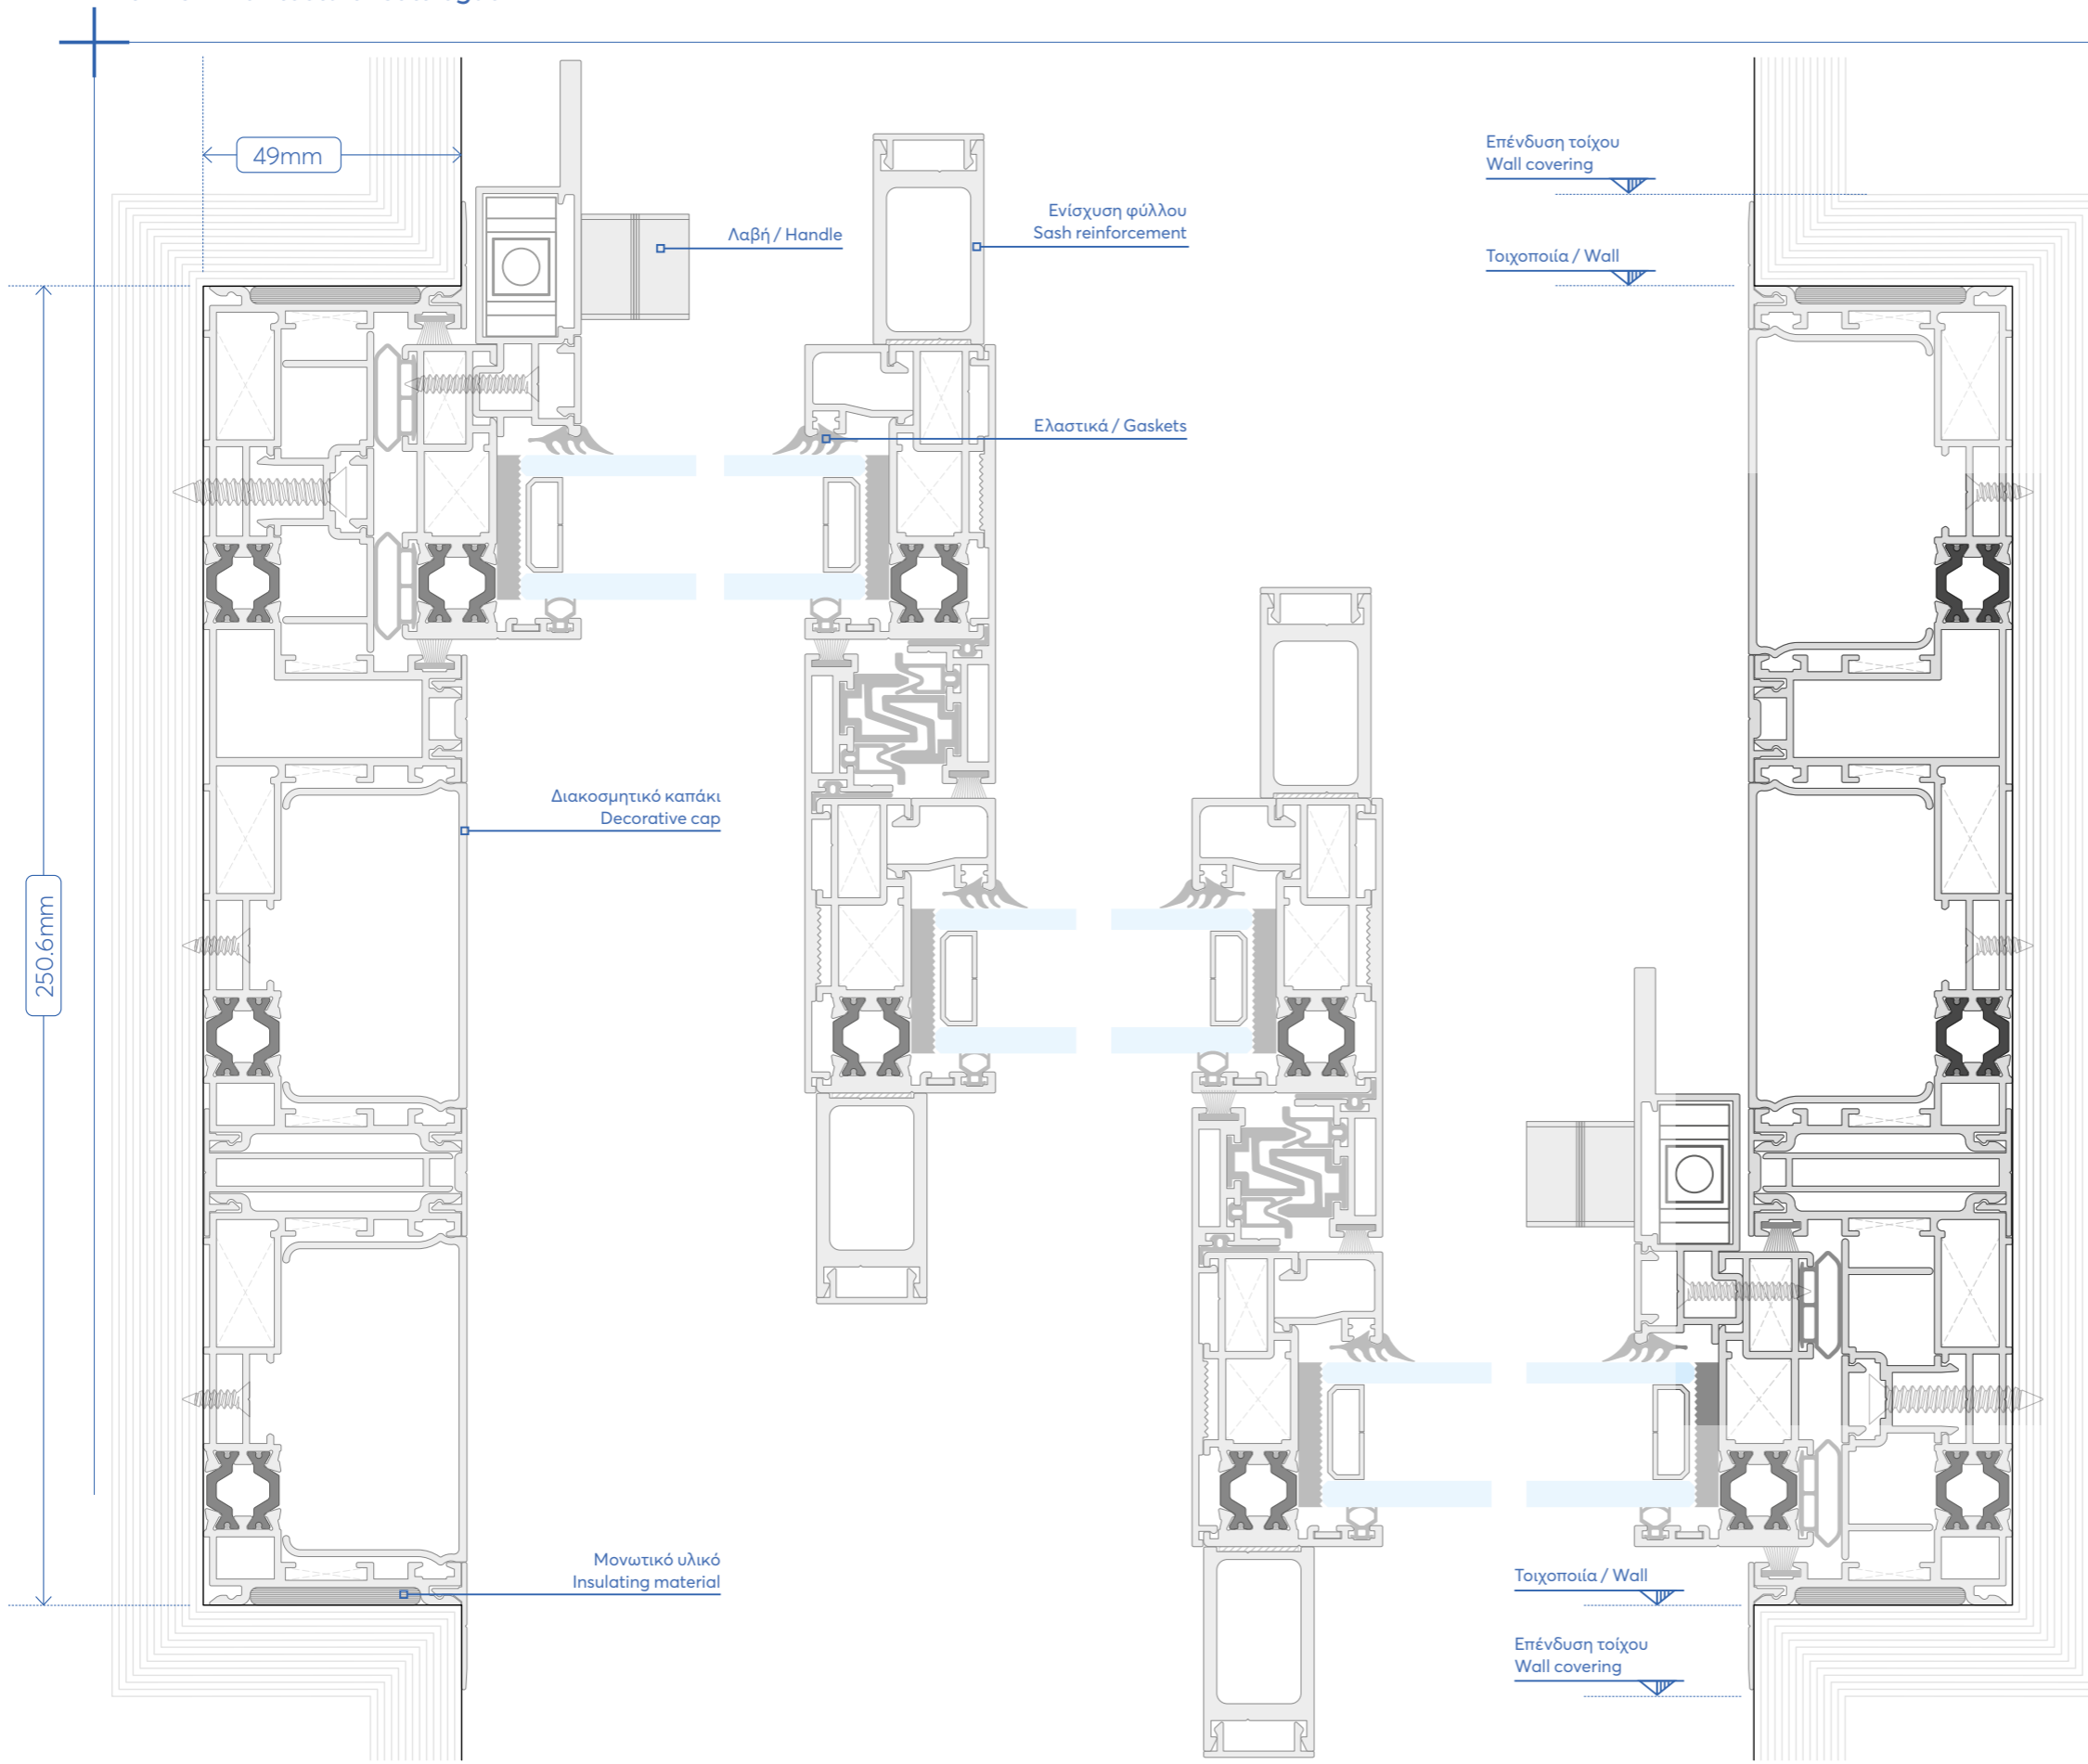 49mm
Επένδυση τοίχου
Wall covering
Ενίσχυση φύλλου
Sash reinforcement
Λαβή / Handle
Τοιχοποιία / Wall
Ελαστικά / Gaskets
Διακοσμητικό καπάκι
Decorative cap
250.6mm
Μονωτικό υλικό
Insulating material
Τοιχοποιία / Wall
Επένδυση τοίχου
Wall covering